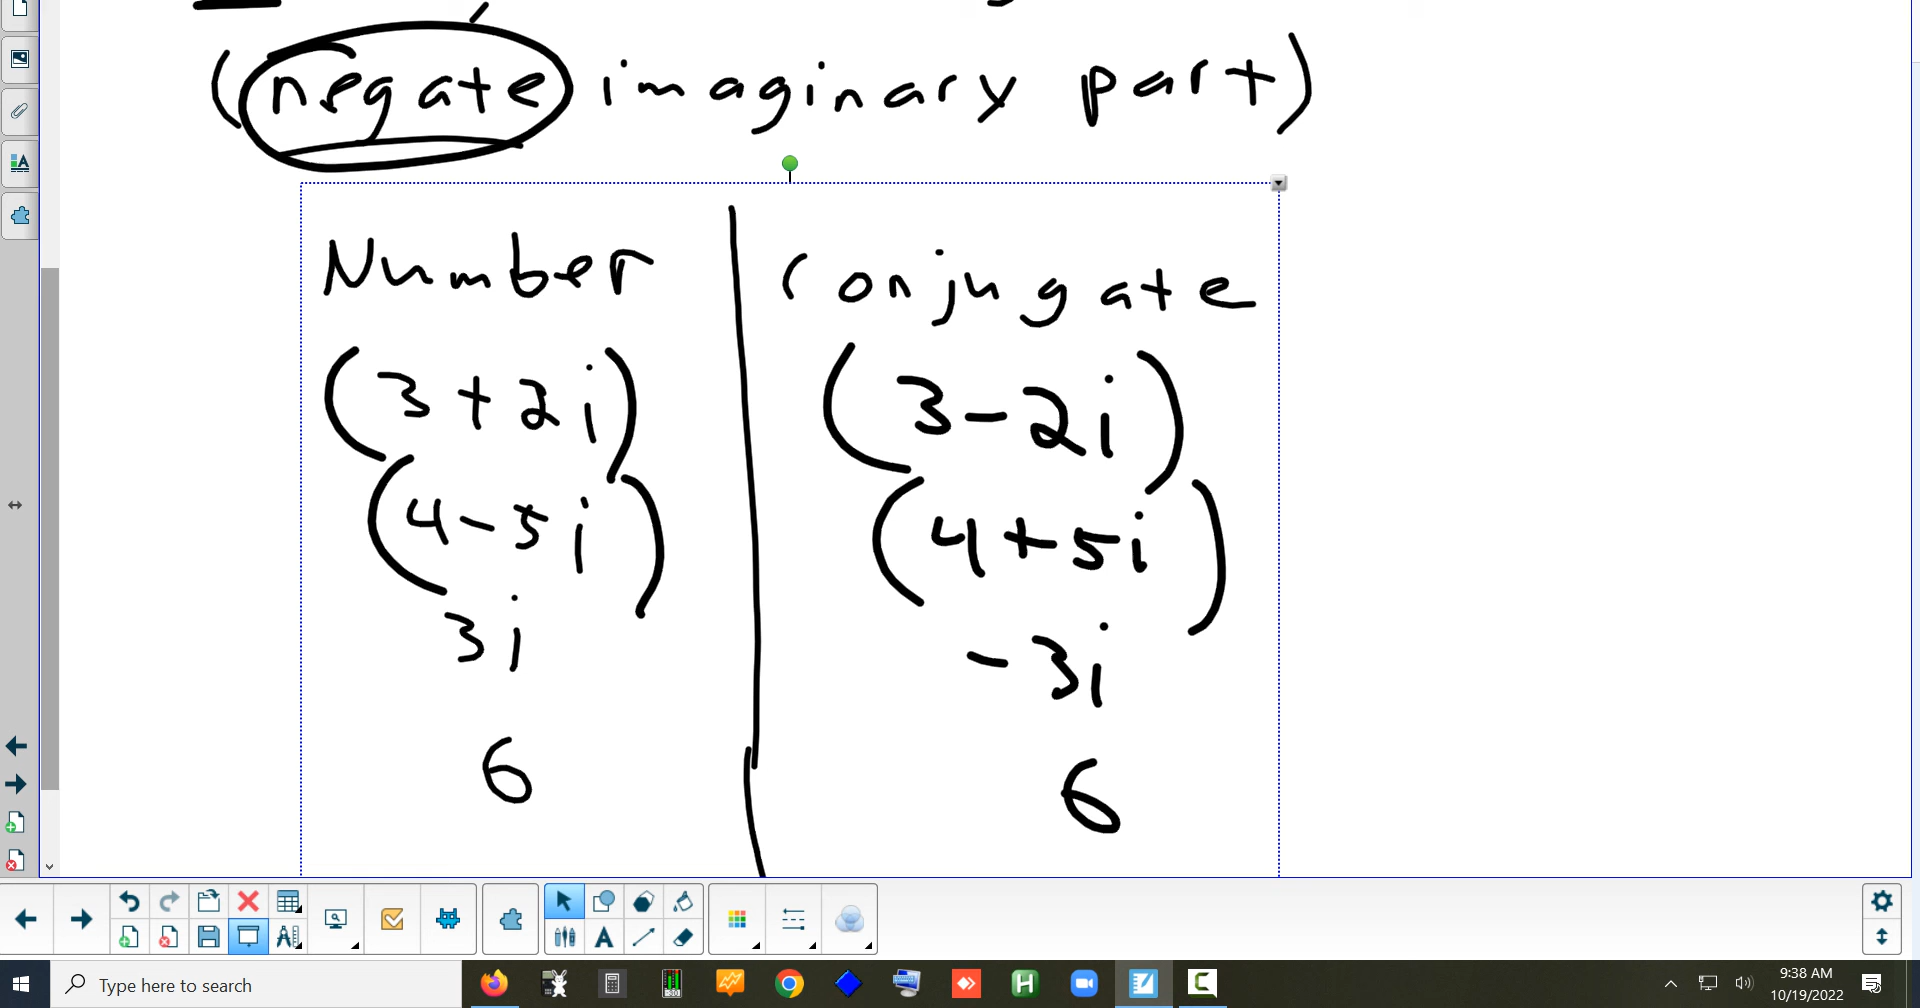 (negate imaginary part)
Number Conjugate
(3+2i) (3-2i)
(4-5i) (4+5i)
3i -3i
6 6
A
A
Type here to search
H
C
9:38 AM
10/19/2022